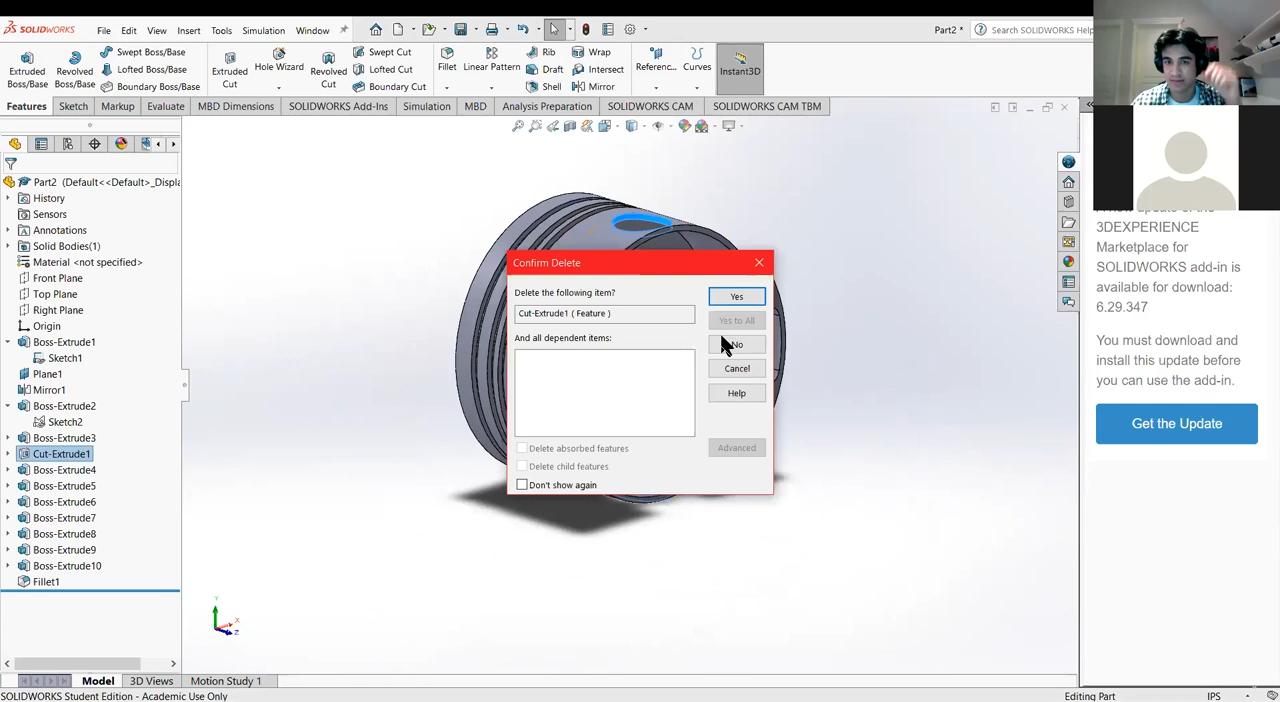 SOLIDWORKS File Edit View Insert Tools Simulation Window Part2 * Search SOLIDWORKS Help
Extruded Boss/Base
Revolved Boss/Base
Swept Boss/Base
Lofted Boss/Base
Boundary Boss/Base
Extruded Cut
Hole Wizard
Revolved Cut
Swept Cut
Lofted Cut
Boundary Cut
Fillet
Linear Pattern
Rib
Draft
Shell
Wrap
Intersect
Mirror
Referenc...
Curves
Instant3D
Features Sketch Markup Evaluate MBD Dimensions SOLIDWORKS Add-Ins Simulation MBD Analysis Preparation SOLIDWORKS CAM SOLIDWORKS CAM TBM
Part2 (Default<<Default>_Displa
History
Sensors
Annotations
Solid Bodies(1)
Material <not specified>
Front Plane
Top Plane
Right Plane
Origin
Boss-Extrude1
Sketch1
Plane1
Mirror1
Boss-Extrude2
Sketch2
Boss-Extrude3
Cut-Extrude1
Boss-Extrude4
Boss-Extrude5
Boss-Extrude6
Boss-Extrude7
Boss-Extrude8
Boss-Extrude9
Boss-Extrude10
Fillet1
Confirm Delete
Delete the following item?
Cut-Extrude1 ( Feature )
And all dependent items:
Delete absorbed features
Delete child features
Don't show again
Yes
Yes to All
No
Cancel
Help
Advanced
3DEXPERIENCE
Marketplace for
SOLIDWORKS add-in is
available for download:
6.29.347
You must download and
install this update before
you can use the add-in.
Get the Update
Y
X
Z
Model 3D Views Motion Study 1
SOLIDWORKS Student Edition - Academic Use Only Editing Part IPS